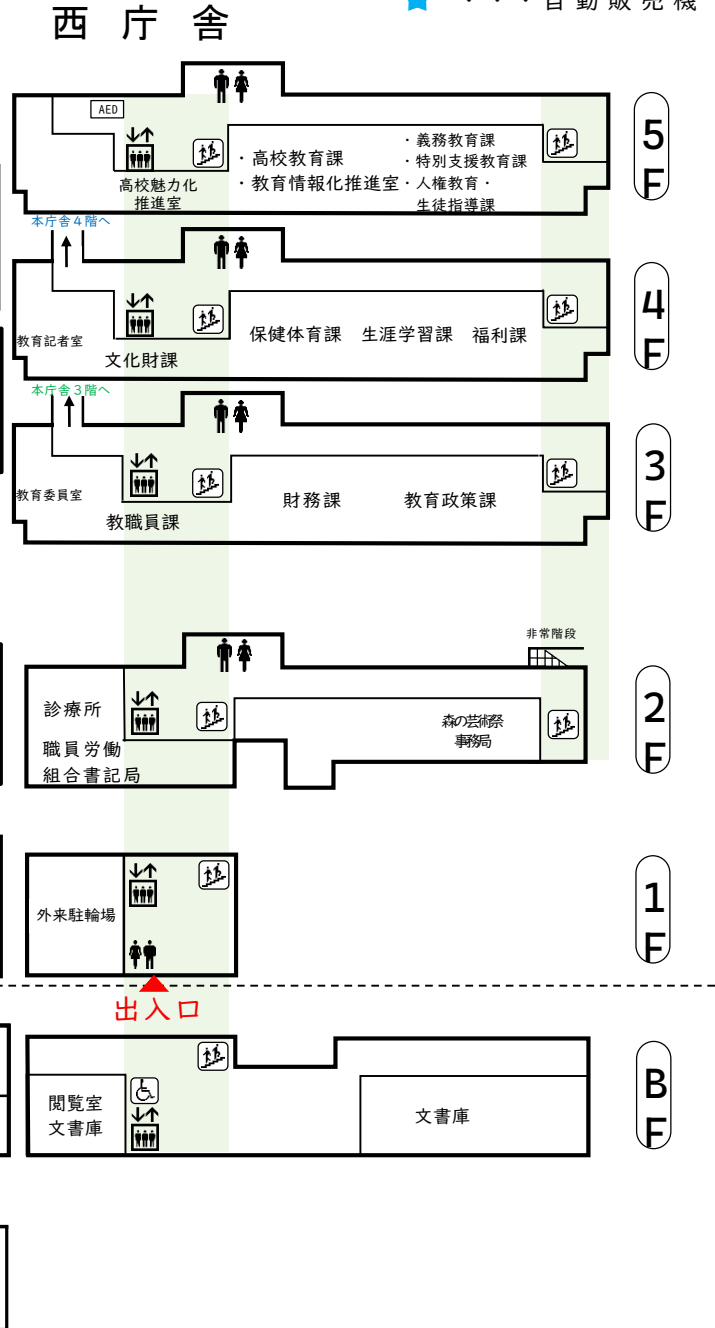 ・・・自動販売機
西庁舎
AED
高校魅力化
推進室
・高校教育課
・教育情報化推進室
・義務教育課
・特別支援教育課
・人権教育・
生徒指導課
5F
本庁舎4階へ
教育記者室
文化財課
保健体育課 生涯学習課 福利課
4F
本庁舎3階へ
教育委員室
教職員課
財務課
教育政策課
3F
非常階段
診療所
職員労働
組合書記局
森の芸術祭
事務局
2F
外来駐輪場
1F
出入口
閲覧室
文書庫
文書庫
BF